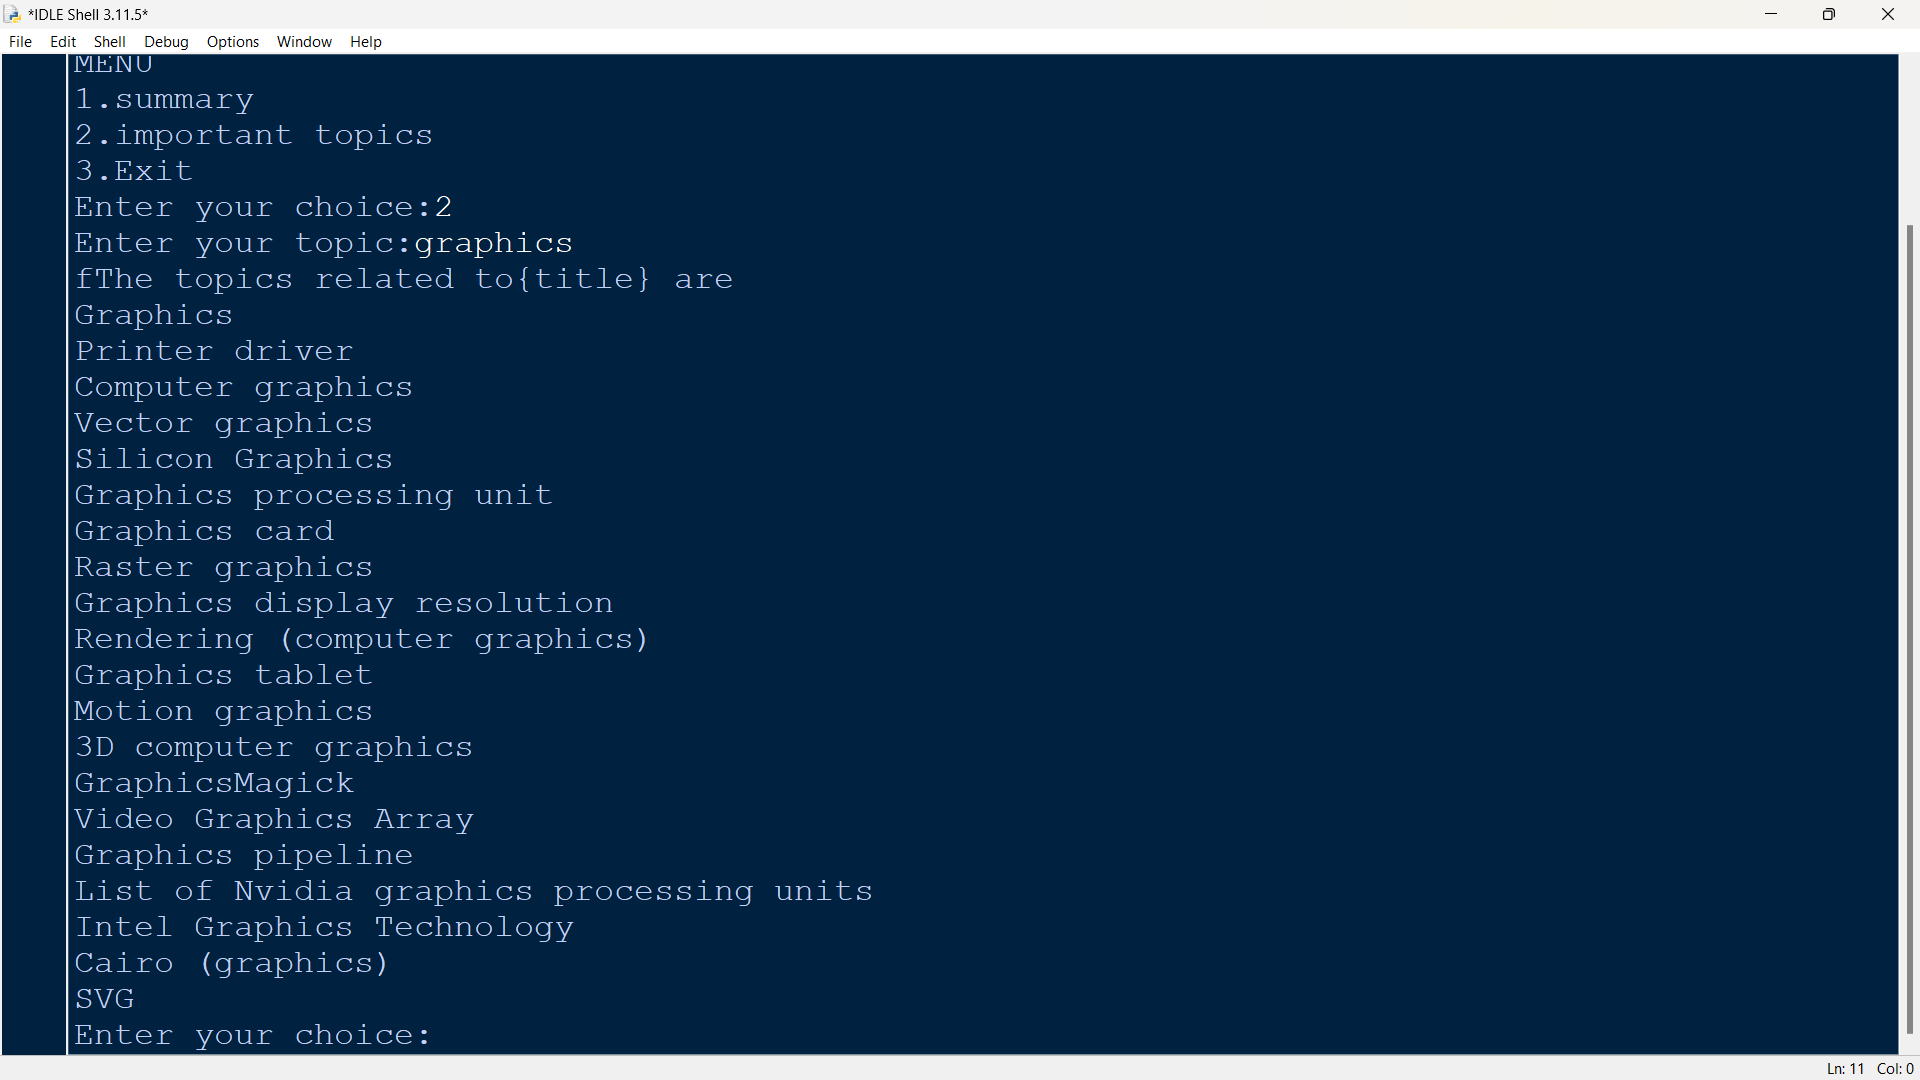 *IDLE Shell 3.11.5*
File Edit Shell Debug Options Window Help
MENU
1.summary
2.important topics
3.Exit
Enter your choice:2
Enter your topic:graphics
fThe topics related to{title} are
Graphics
Printer driver
Computer graphics
Vector graphics
Silicon Graphics
Graphics processing unit
Graphics card
Raster graphics
Graphics display resolution
Rendering (computer graphics)
Graphics tablet
Motion graphics
3D computer graphics
GraphicsMagick
Video Graphics Array
Graphics pipeline
List of Nvidia graphics processing units
Intel Graphics Technology
Cairo (graphics)
SVG
Enter your choice:
Ln: 11 Col: 0